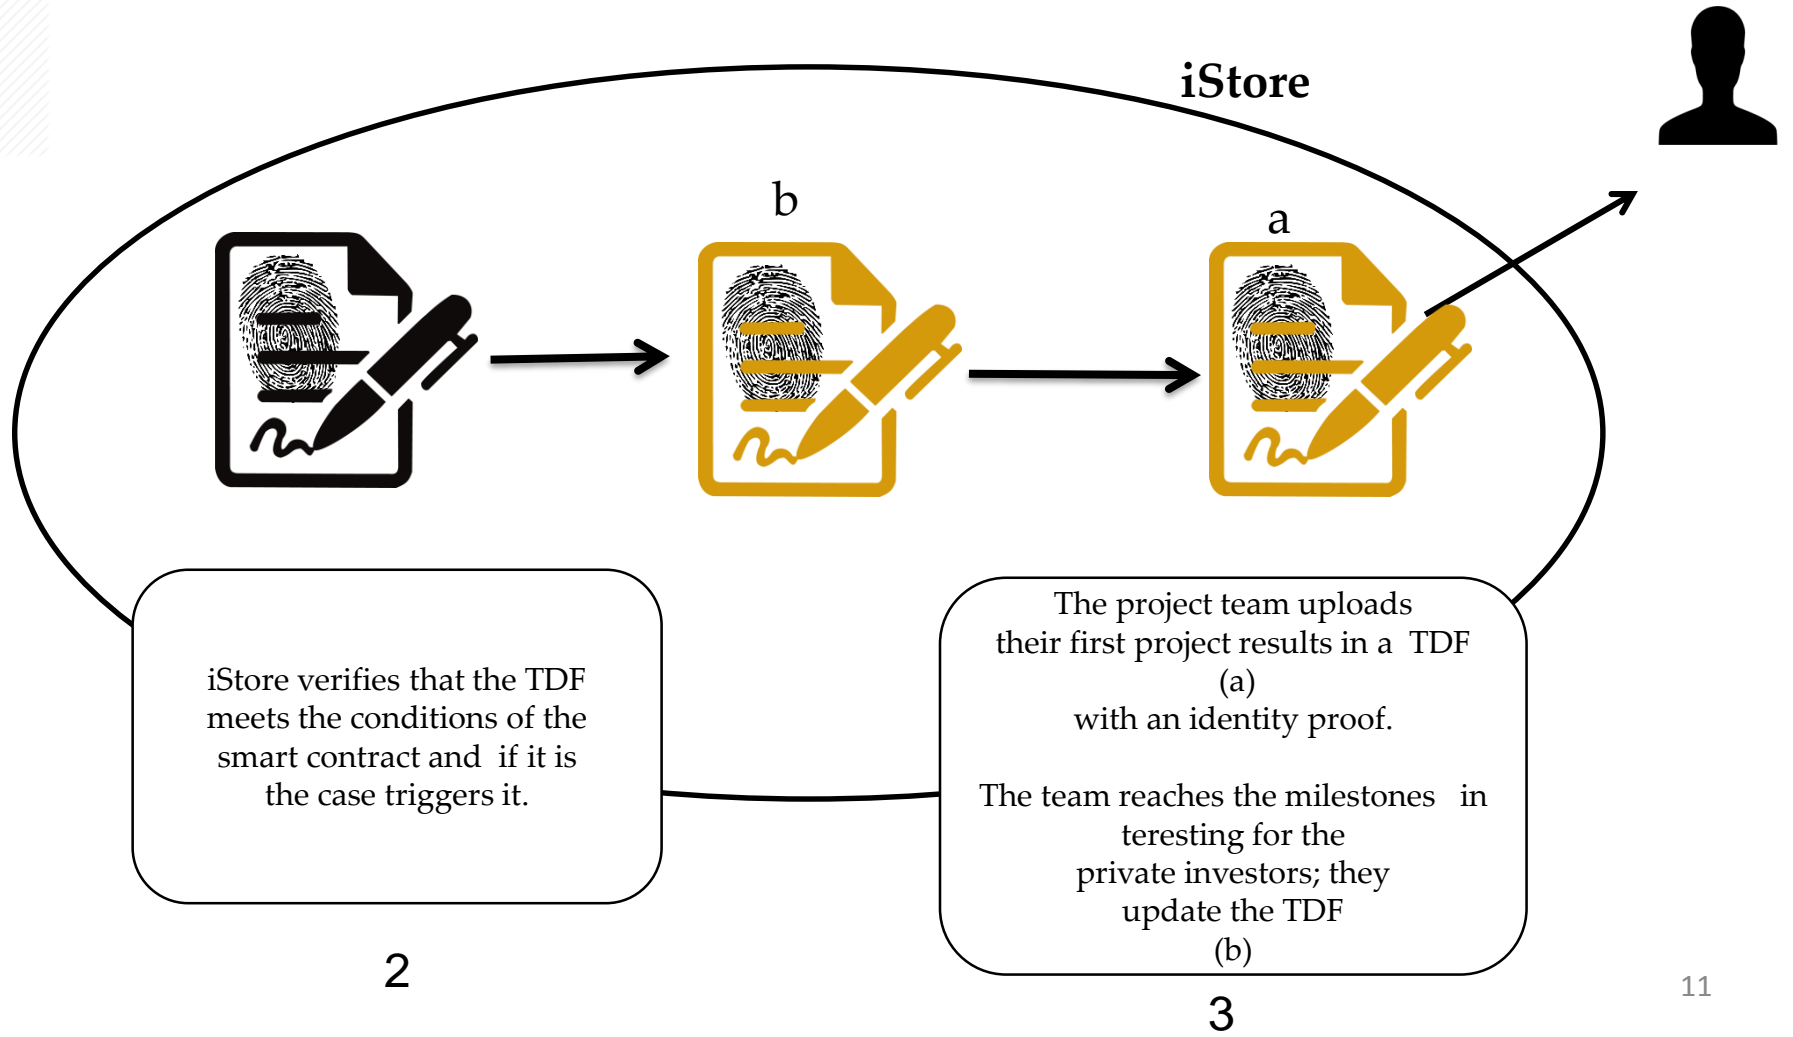 iStore
b
a
iStore verifies that the TDF
meets the conditions of the
smart contract and if it is
the case triggers it.
2
The project team uploads
their first project results in a TDF
(a)
with an identity proof.
The team reaches the milestones in
teresting for the
private investors; they
update the TDF
(b)
3
11